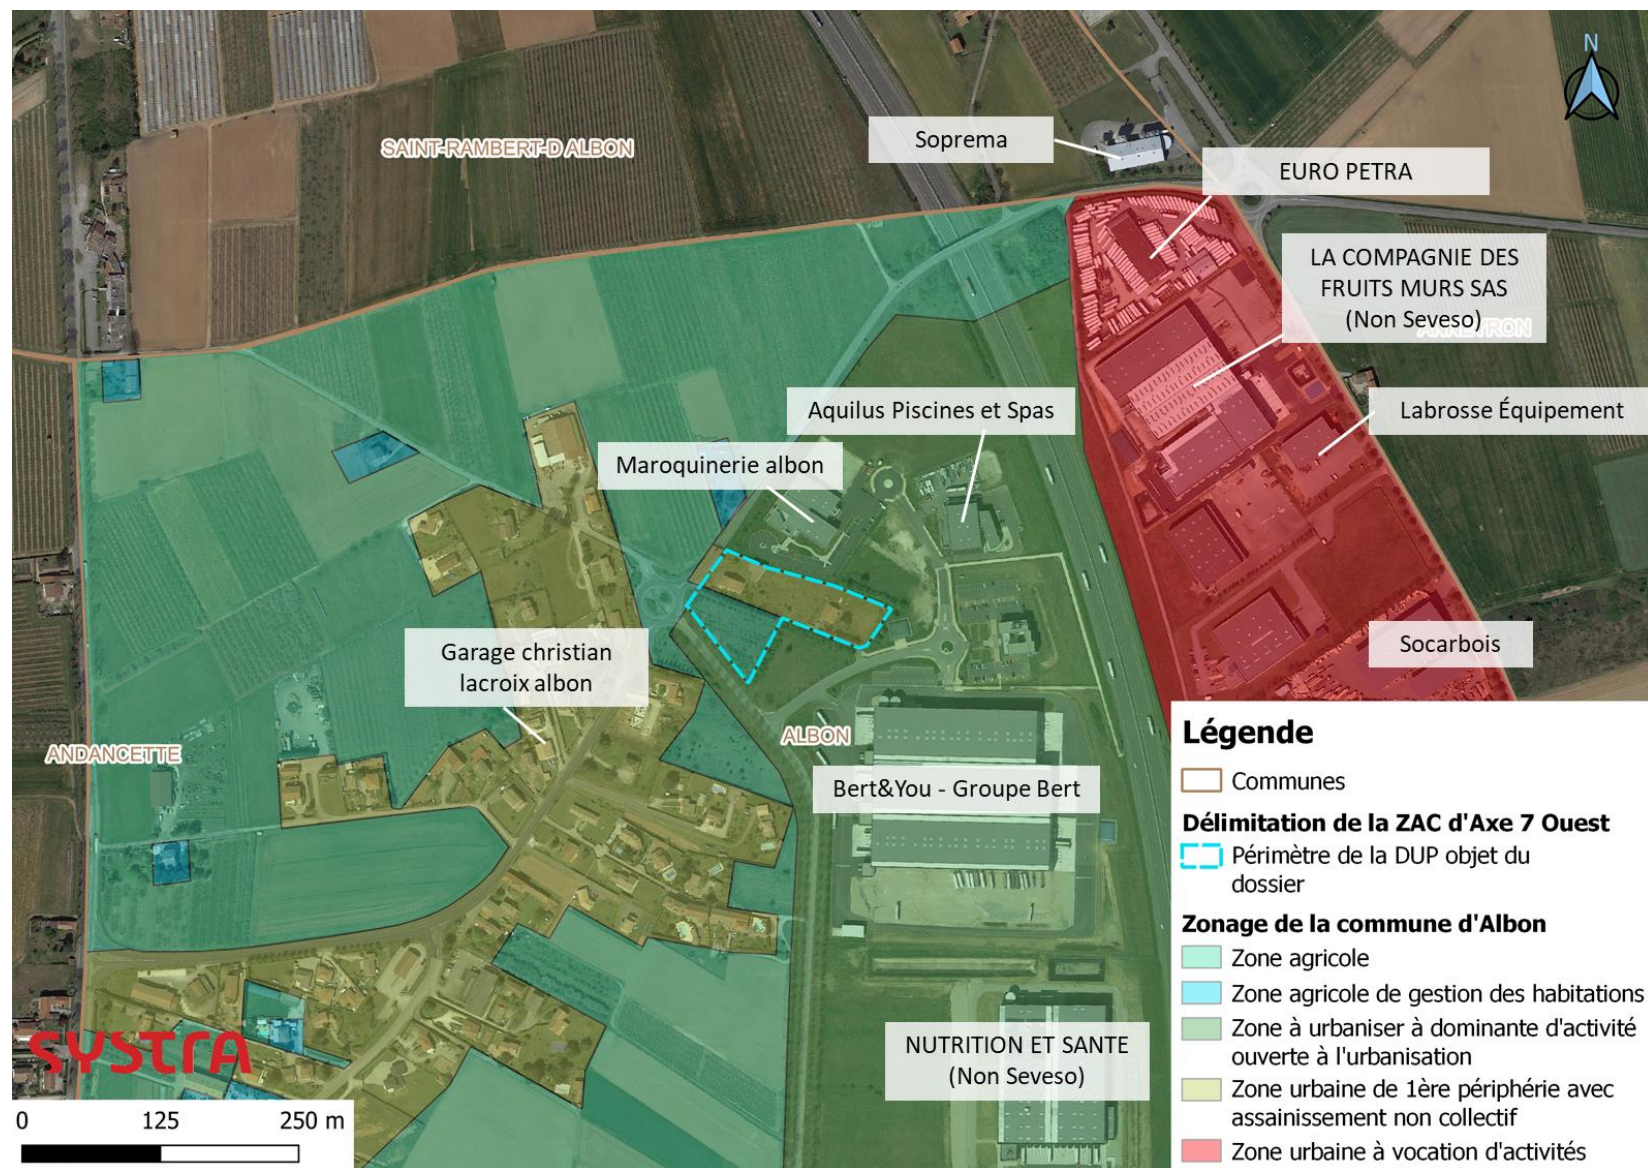 N
SAINT-RAMBERT-D ALBON
Soprema
EURO PETRA
LA COMPAGNIE DES
FRUITS MURS SAS
(Non Seveso)
Aquilus Piscines et Spas
Labrosse Équipement
Maroquinerie albon
Garage christian
lacroix albon
Socarbois
ANDANCETTE
ALBON
Bert&You - Groupe Bert
NUTRITION ET SANTE
(Non Seveso)
SYSTRA
0 125 250 m
Légende
Communes
Délimitation de la ZAC d'Axe 7 Ouest
Périmètre de la DUP objet du
dossier
Zonage de la commune d'Albon
Zone agricole
Zone agricole de gestion des habitations
Zone à urbaniser à dominante d'activité
ouverte à l'urbanisation
Zone urbaine de 1ère périphérie avec
assainissement non collectif
Zone urbaine à vocation d'activités